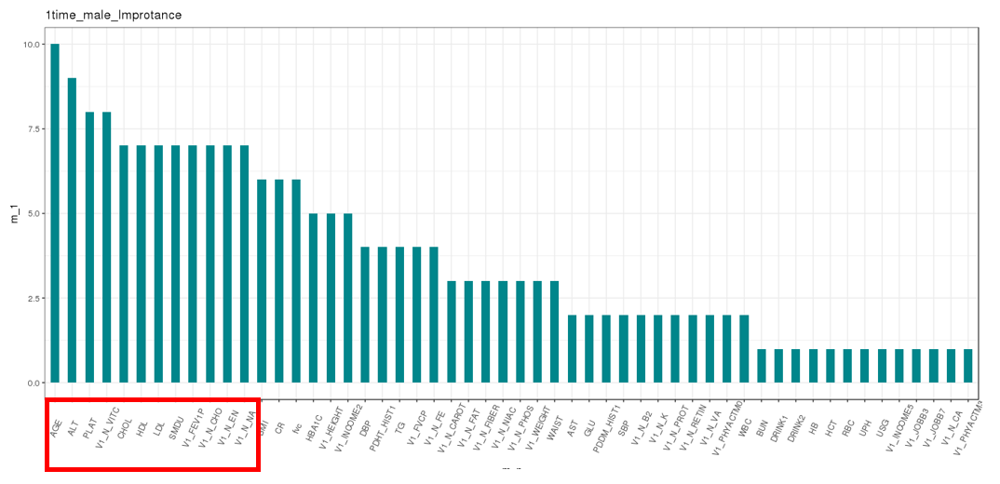 1time_male_Improtance
10.0
7.5
m_1
5.0
2.5
0.0
AGE
ALT
PLAT
V1_N_VITC
CHOL
HDL
LDL
SMDU
V1_FEV1P
V1_N_CHO
V1_N_EN
V1_N_NA
BMI
CR
fvc
HBA1C
V1_HEIGHT
V1_INCOME2
DBP
PDHT_HIST1
TG
V1_FVCP
V1_N_FE
V1_N_CAROT
V1_N_FAT
V1_N_FIBER
V1_N_NIAC
V1_N_PHOS
V1_WEIGHT
WAIST
AST
GLU
PDDM_HIST1
SBP
V1_N_B2
V1_N_K
V1_N_PROT
V1_N_RETIN
V1_N_VA
V1_PHYACTM0
WBC
BUN
DRINK1
DRINK2
HB
HCT
RBC
UPH
USG
V1_INCOME5
V1_JOBB3
V1_JOBB7
V1_N_CA